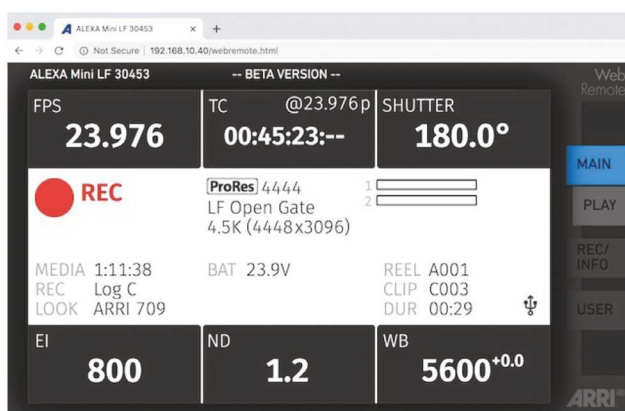 ALEXA Mini LF 30453
Not Secure | 192.168.10.40/webremote.html
ALEXA Mini LF 30453
-- BETA VERSION --
Web
Remote
FPS
23.976
TC @23.976p
00:45:23:--
SHUTTER
180.0°
MAIN
PLAY
REC/
INFO
USER
REC
ProRes 4444
LF Open Gate
4.5K (4448x3096)
1
2
MEDIA 1:11:38
REC Log C
LOOK ARRI 709
BAT 23.9V
REEL A001
CLIP C003
DUR 00:29
EI
800
ND
1.2
WB
5600+0.0
ARRI